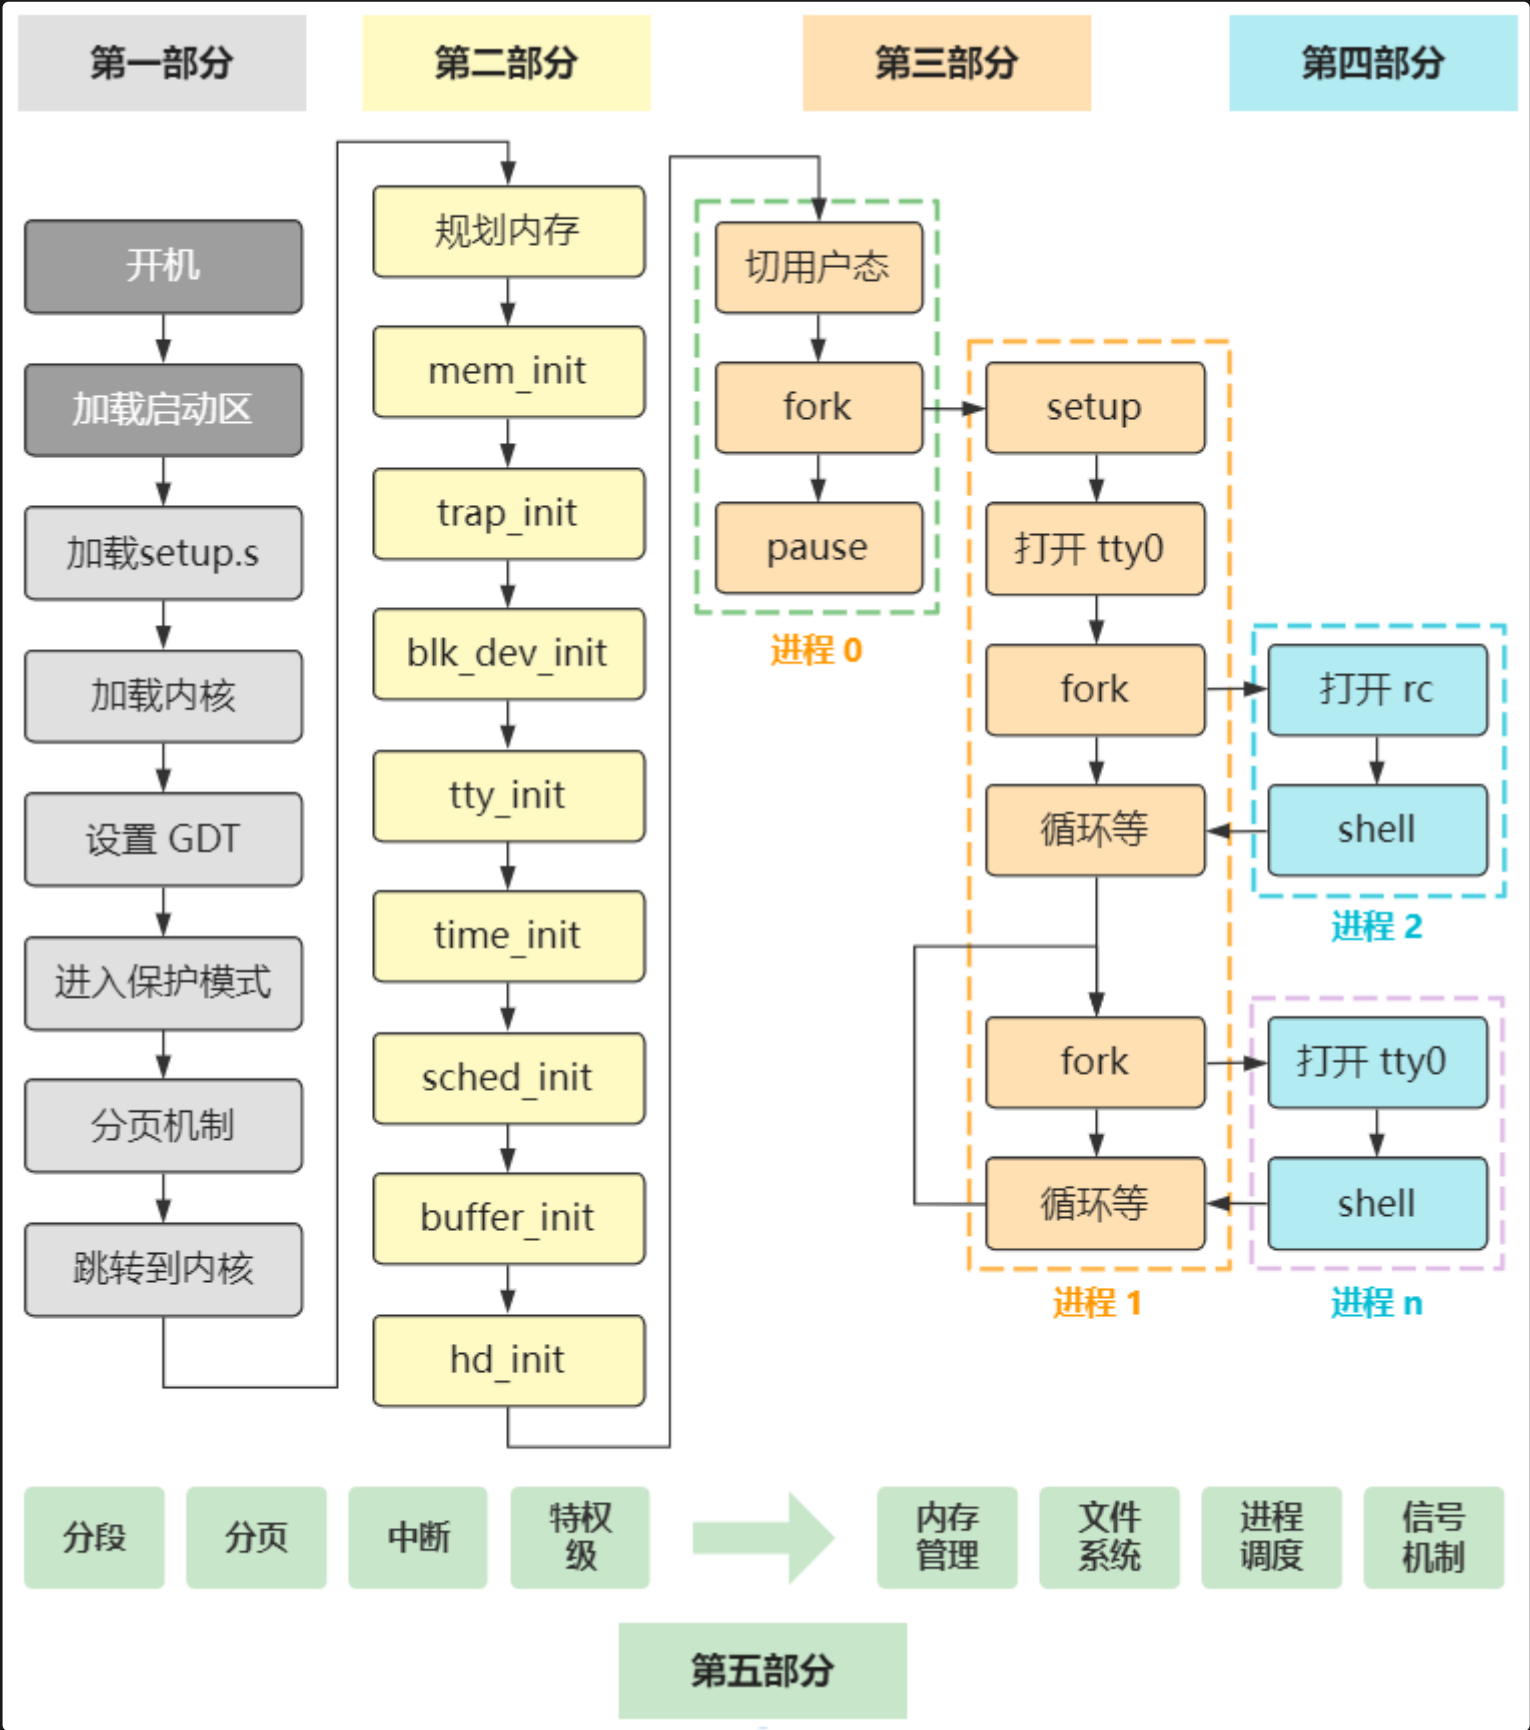 第一部分
第二部分
第三部分
第四部分
开机
加载启动区
加载setup.s
加载内核
设置 GDT
进入保护模式
分页机制
跳转到内核
规划内存
mem_init
trap_init
blk_dev_init
tty_init
time_init
sched_init
buffer_init
hd_init
切用户态
fork
pause
进程 0
setup
打开 tty0
fork
循环等
fork
循环等
进程 1
打开 rc
shell
进程 2
打开 tty0
shell
进程 n
分段
分页
中断
特权
级
内存
管理
文件
系统
进程
调度
信号
机制
第五部分